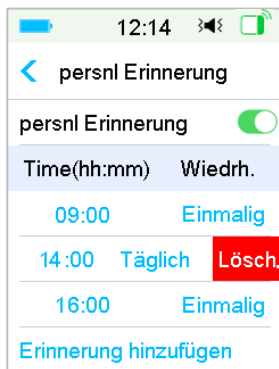 12:14
persnl Erinnerung
persnl Erinnerung
Time(hh:mm) Wiedrh.
09:00 Einmalig
14:00 Täglich Lösch.
16:00 Einmalig
Erinnerung hinzufügen